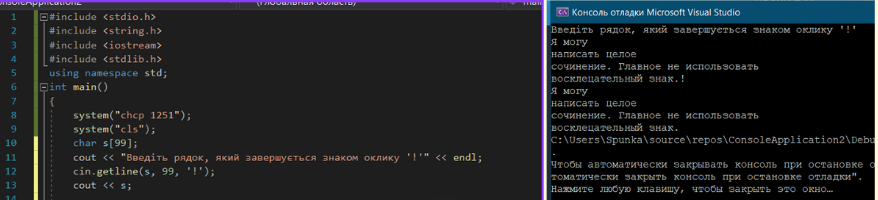 ConsoleApplication2
(Глобальная область)
1 #include <stdio.h>
2 #include <string.h>
3 #include <iostream>
4 #include <stdlib.h>
5 using namespace std;
6 int main()
7 {
8 system("chcp 1251");
9 system("cls");
10 char s[99];
11 cout << "Введіть рядок, який завершується знаком оклику '!'" << endl;
12 cin.getline(s, 99, '!');
13 cout << s;
14
Консоль отладки Microsoft Visual Studio
Введіть рядок, який завершується знаком оклику '!'
Я могу
написать целое
сочинение. Главное не использовать
восклецательный знак.!
Я могу
написать целое
сочинение. Главное не использовать
восклецательный знак.
C:\Users\Spunka\source\repos\ConsoleApplication2\Debu
.
Чтобы автоматически закрывать консоль при остановке о
томатически закрыть консоль при остановке отладки".
Нажмите любую клавишу, чтобы закрыть это окно…